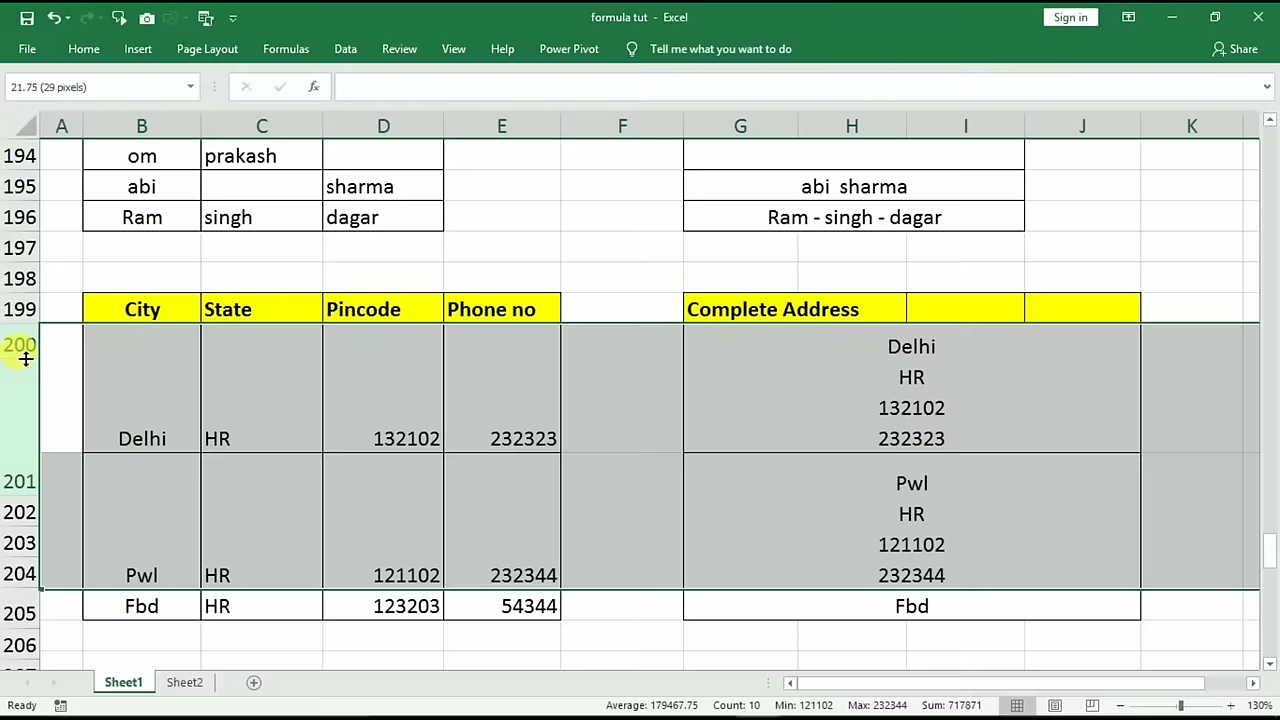 formula tut - Excel
Sign in
File Home Insert Page Layout Formulas Data Review View Help Power Pivot Tell me what you want to do Share
21.75 (29 pixels) fx
A B C D E F G H I J K
194 om prakash
195 abi sharma abi sharma
196 Ram singh dagar Ram - singh - dagar
197
198
199 City State Pincode Phone no Complete Address
200 Delhi
HR
132102
Delhi HR 132102 232323 232323
201 Pwl
202 HR
203 121102
204 Pwl HR 121102 232344 232344
205 Fbd HR 123203 54344 Fbd
206
Sheet1 Sheet2
Ready Average: 179467.75 Count: 10 Min: 121102 Max: 232344 Sum: 717871 130%